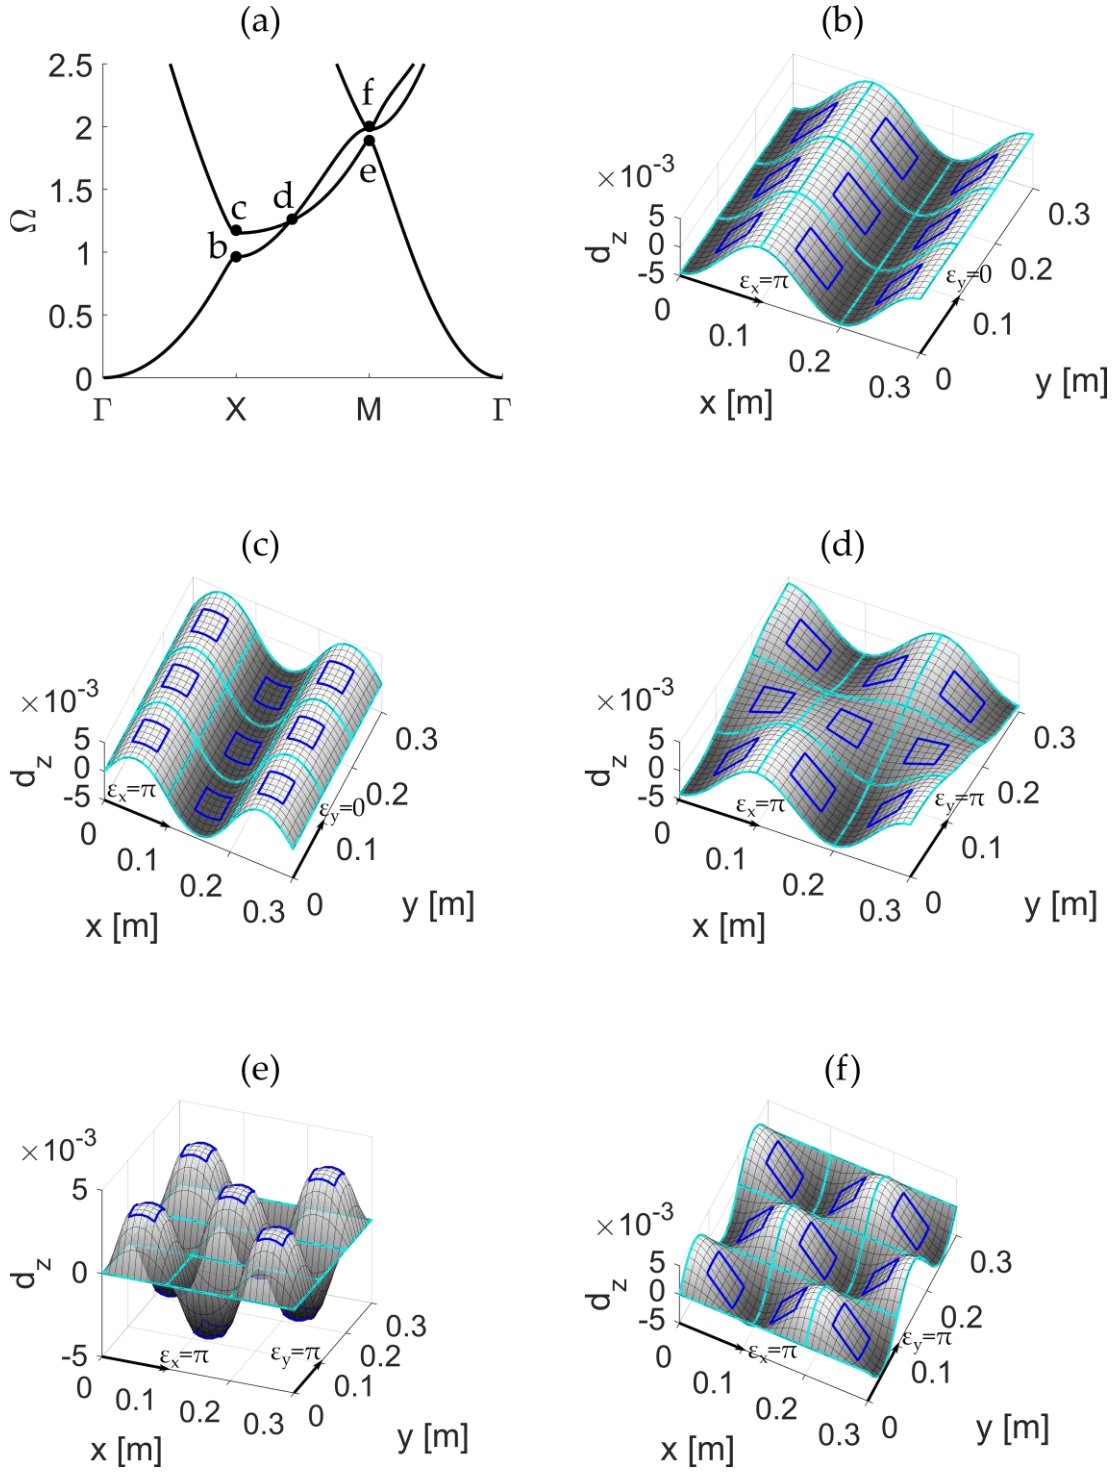 (a)
Ω
2.5
2
1.5
1
0.5
0
Γ X M Γ
b c d e f
(b)
×10⁻³
d_z
5
0
-5
ε_x=π
ε_y=0
0 0.1 0.2 0.3
x [m]
0 0.1 0.2 0.3
y [m]
(c)
×10⁻³
d_z
5
0
-5
ε_x=π
ε_y=0
0 0.1 0.2 0.3
x [m]
0 0.1 0.2 0.3
y [m]
(d)
×10⁻³
d_z
5
0
-5
ε_x=π
ε_y=π
0 0.1 0.2 0.3
x [m]
0 0.1 0.2 0.3
y [m]
(e)
×10⁻³
d_z
5
0
-5
ε_x=π
ε_y=π
0 0.1 0.2 0.3
x [m]
0 0.1 0.2 0.3
y [m]
(f)
×10⁻³
d_z
5
0
-5
ε_x=π
ε_y=π
0 0.1 0.2 0.3
x [m]
0 0.1 0.2 0.3
y [m]